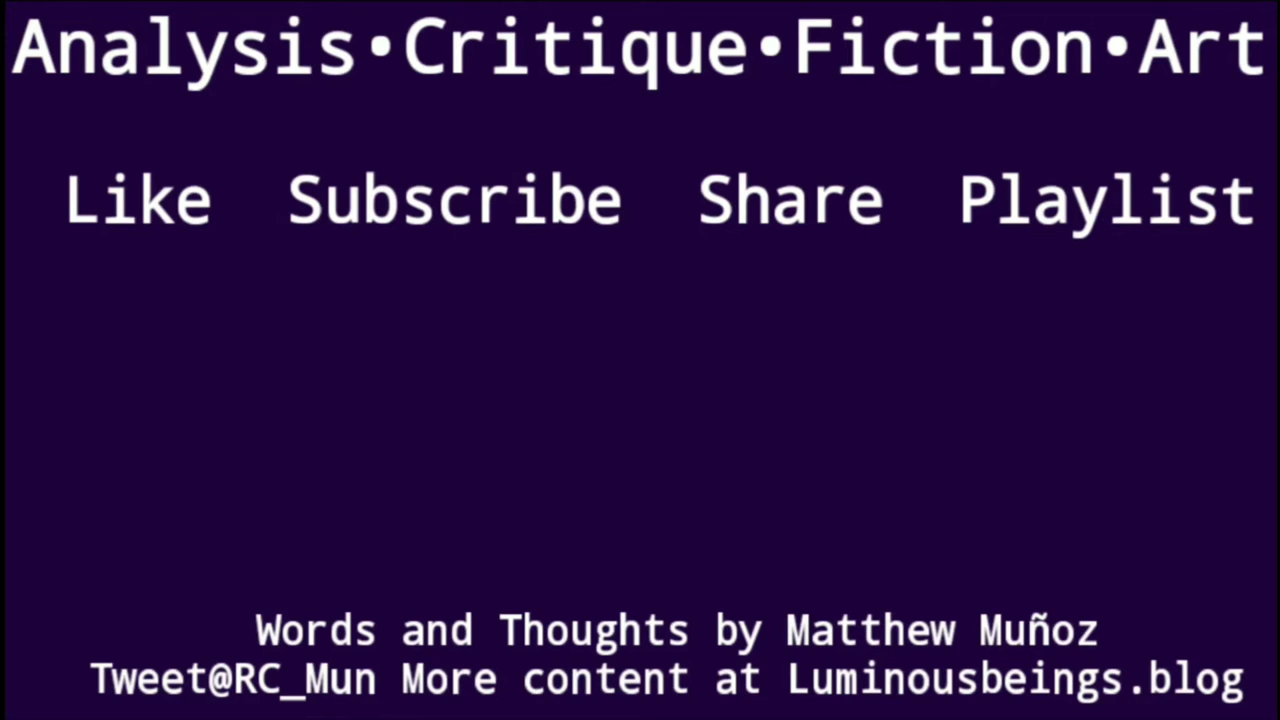 Analysis•Critique•Fiction•Art
Like Subscribe Share Playlist
Words and Thoughts by Matthew Muñoz
Tweet@RC_Mun More content at Luminousbeings.blog